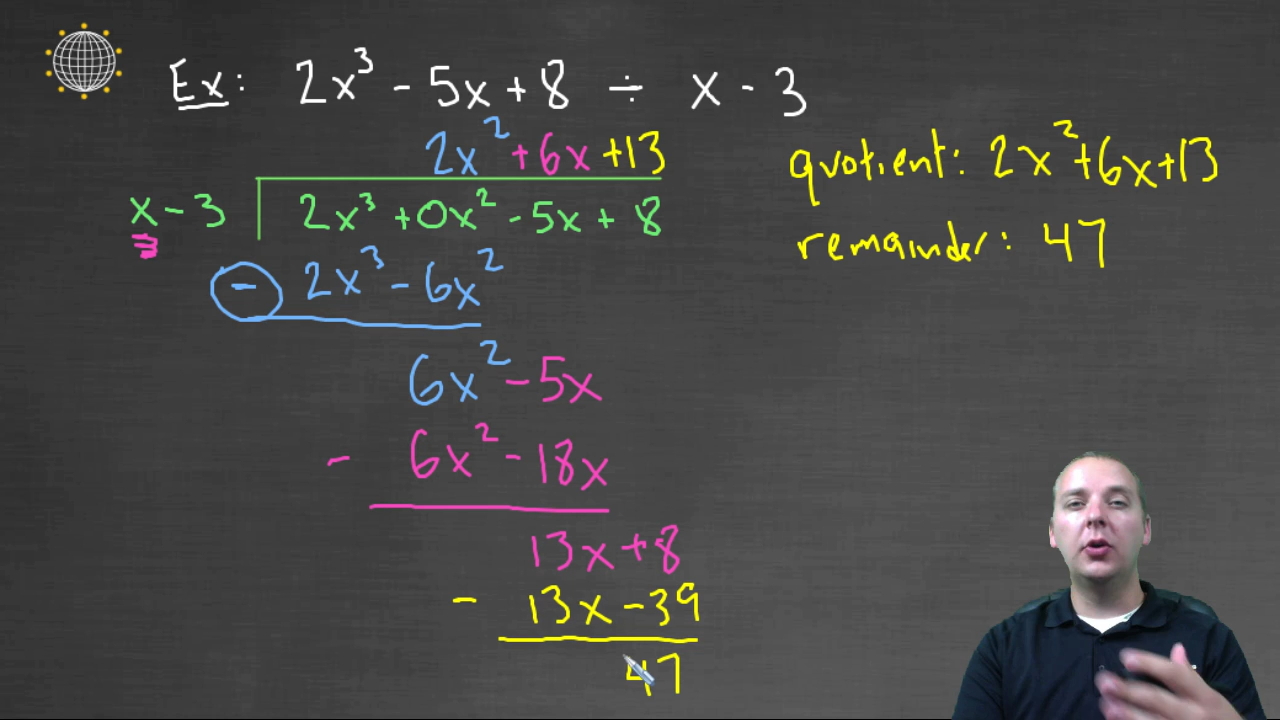 Ex: 2x³ - 5x + 8 ÷ x - 3
2x² + 6x + 13
x - 3 2x³ + 0x² - 5x + 8
- 2x³ - 6x²
6x² - 5x
- 6x² - 18x
13x + 8
- 13x - 39
47
quotient: 2x² + 6x + 13
remainder: 47